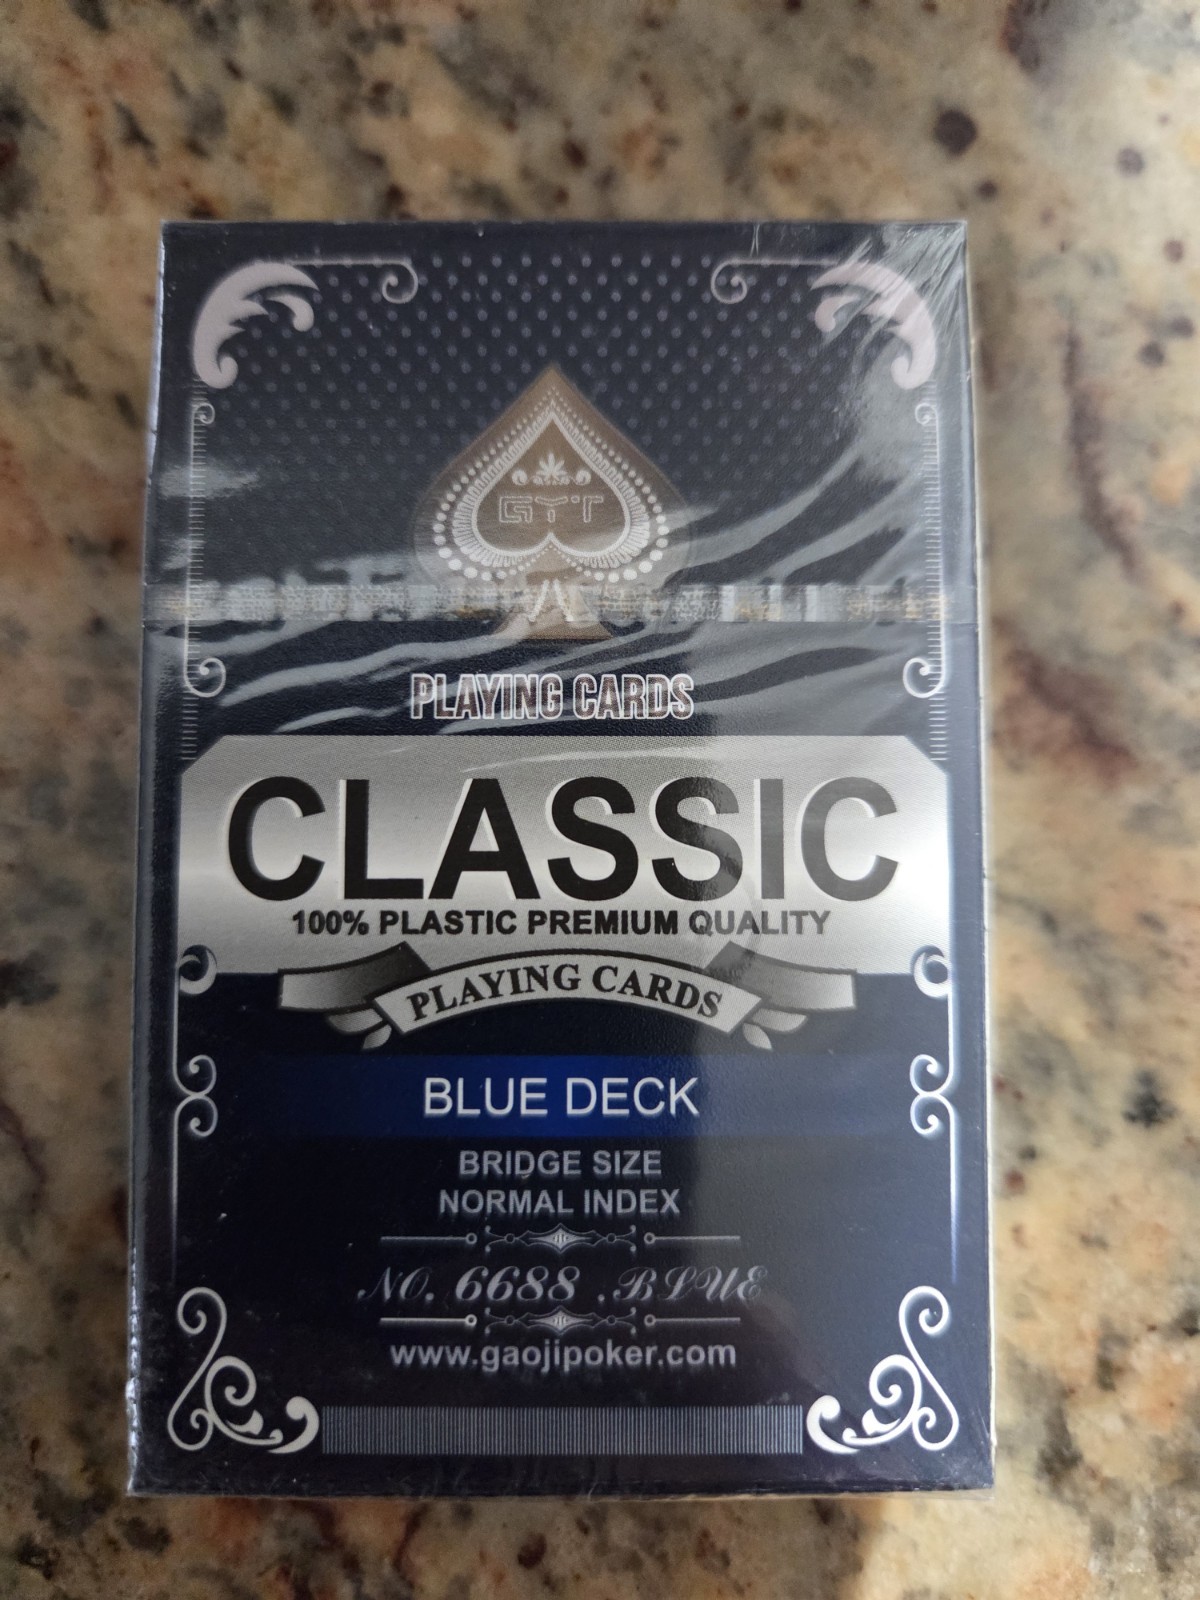 GYT
PLAYING CARDS
CLASSIC
100% PLASTIC PREMIUM QUALITY
PLAYING CARDS
BLUE DECK
BRIDGE SIZE
NORMAL INDEX
NO. 6688 .BLUE
www.gaojipoker.com